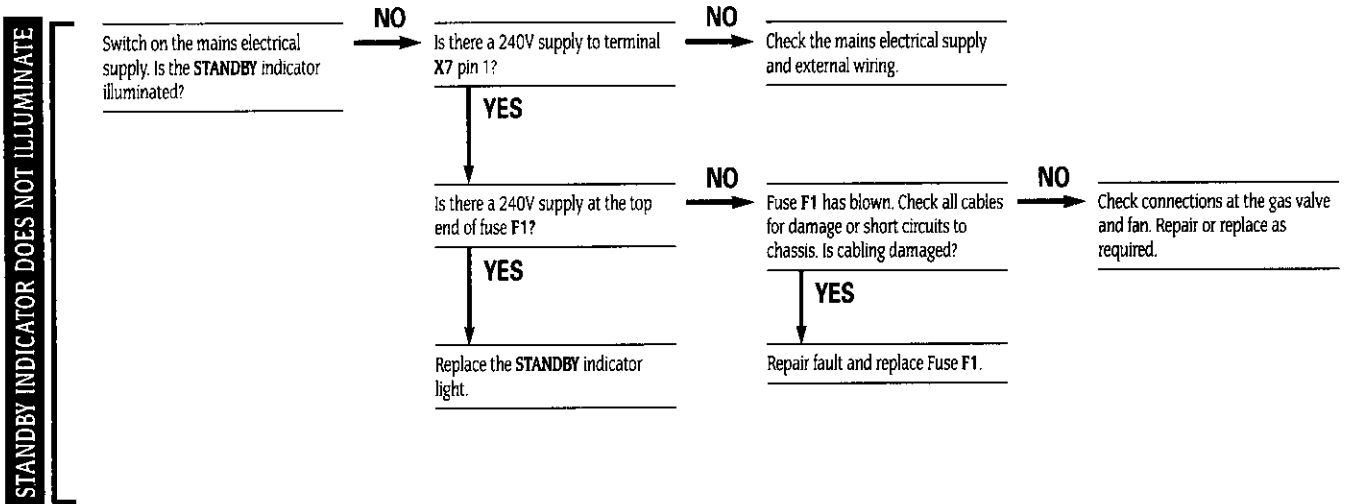 STANDBY INDICATOR DOES NOT ILLUMINATE
Switch on the mains electrical
supply. Is the STANDBY indicator
illuminated?
NO
Is there a 240V supply to terminal
X7 pin 1?
NO
Check the mains electrical supply
and external wiring.
YES
Is there a 240V supply at the top
end of fuse F1?
NO
Fuse F1 has blown. Check all cables
for damage or short circuits to
chassis. Is cabling damaged?
NO
Check connections at the gas valve
and fan. Repair or replace as
required.
YES
Replace the STANDBY indicator
light.
YES
Repair fault and replace Fuse F1.